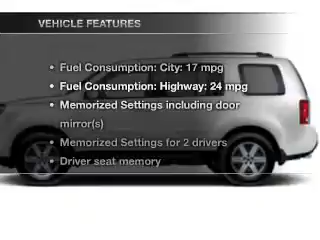 VEHICLE FEATURES
• Fuel Consumption: City: 17 mpg
• Fuel Consumption: Highway: 24 mpg
• Memorized Settings including door
mirror(s)
• Memorized Settings for 2 drivers
• Driver seat memory